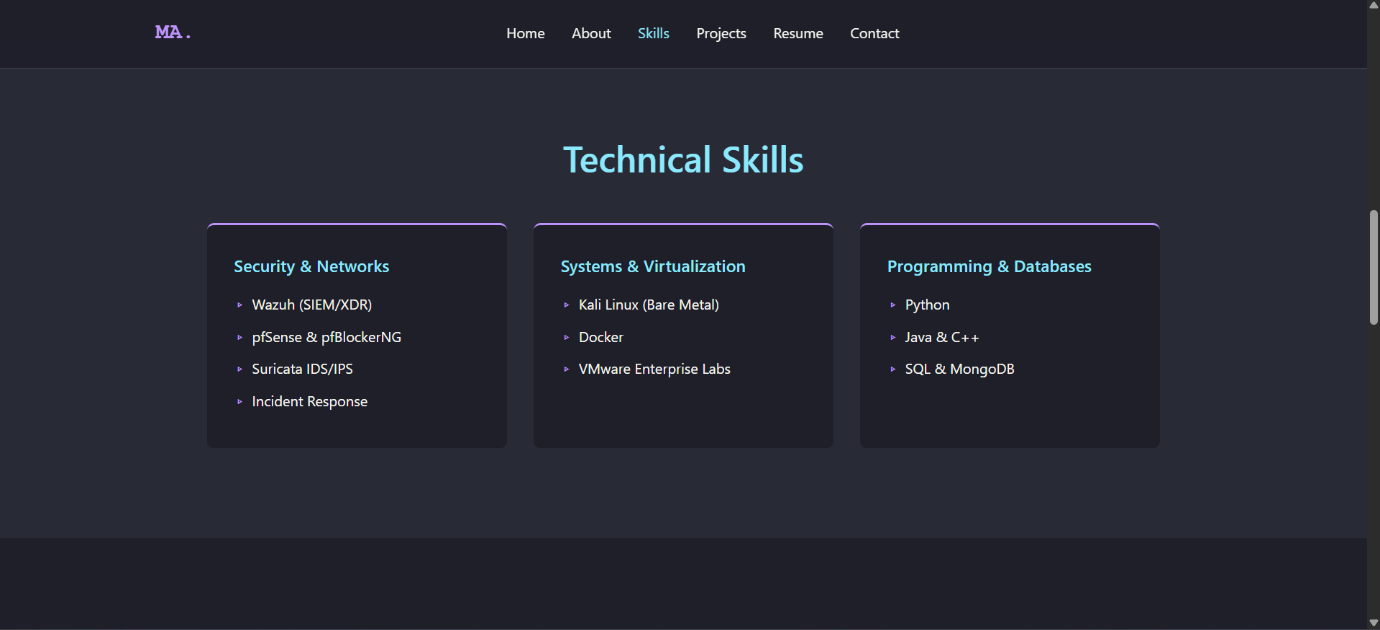 MA.
Home About Skills Projects Resume Contact
Technical Skills
Security & Networks
Wazuh (SIEM/XDR)
pfSense & pfBlockerNG
Suricata IDS/IPS
Incident Response
Systems & Virtualization
Kali Linux (Bare Metal)
Docker
VMware Enterprise Labs
Programming & Databases
Python
Java & C++
SQL & MongoDB